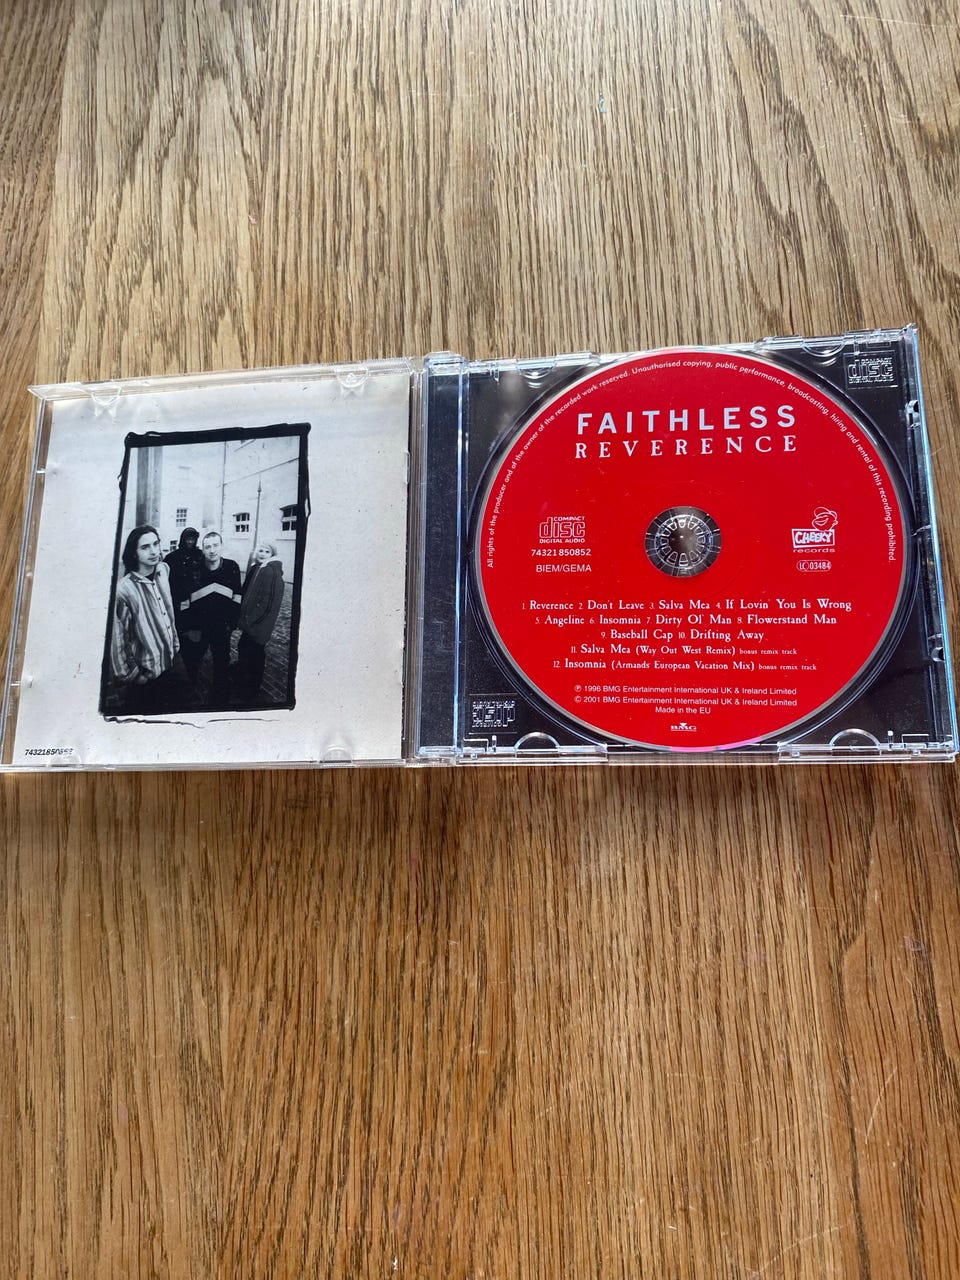 All rights of the producer and of the owner of the recorded work reserved. Unauthorised copying, public performance, broadcasting, hiring and rental of this recording prohibited.
COMPACT
disc
DIGITAL AUDIO
FAITHLESS
REVERENCE
COMPACT
disc
DIGITAL AUDIO
74321 850852
BIEM/GEMA
CHEEKY
records
LC 03484
1. Reverence 2. Don't Leave 3. Salva Mea 4. If Lovin' You Is Wrong
5. Angeline 6. Insomnia 7. Dirty Ol' Man 8. Flowerstand Man
9. Baseball Cap 10. Drifting Away
11. Salva Mea (Way Out West Remix) bonus remix track
12. Insomnia (Armands European Vacation Mix) bonus remix track
℗ 1996 BMG Entertainment International UK & Ireland Limited
© 2001 BMG Entertainment International UK & Ireland Limited
Made in the EU
BMG